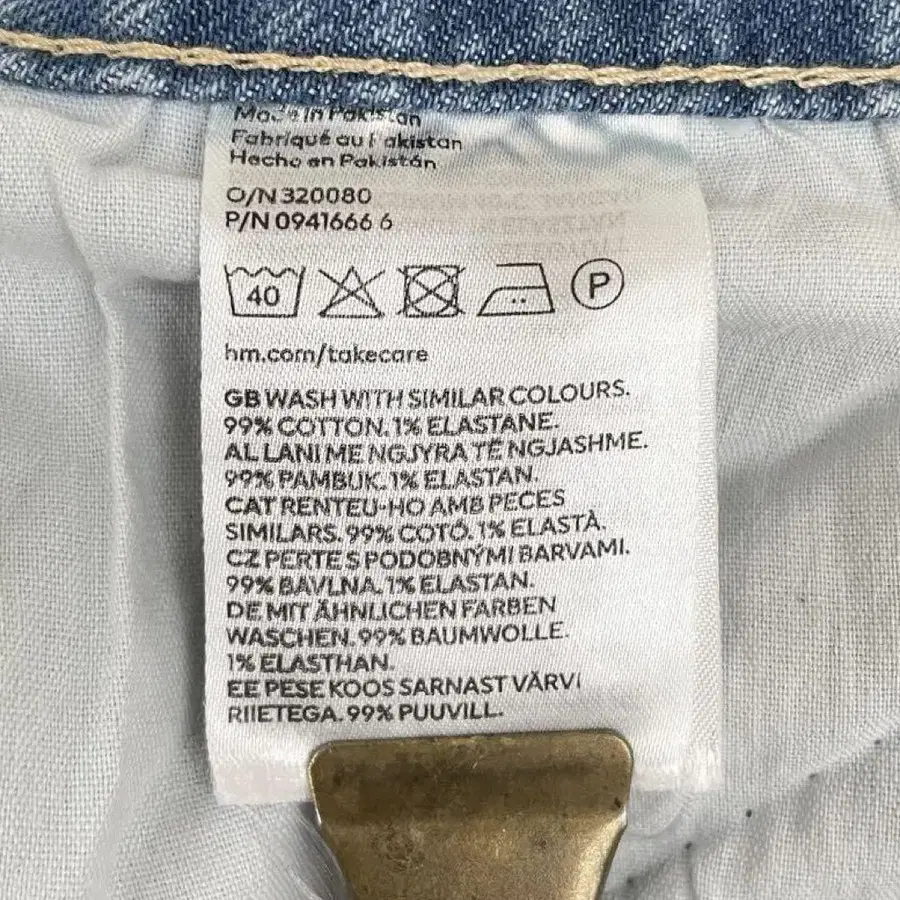 Made in Pakistan
Fabriqué au Pakistan
Hecho en Pakistán
O/N 320080
P/N 0941666 6
40
P
hm.com/takecare
GB WASH WITH SIMILAR COLOURS.
99% COTTON. 1% ELASTANE.
AL LANI ME NGJYRA TË NGJASHME.
99% PAMBUK. 1% ELASTAN.
CAT RENTEU-HO AMB PECES
SIMILARS. 99% COTÓ. 1% ELASTÀ.
CZ PERTE S PODOBNÝMI BARVAMI.
99% BAVLNA. 1% ELASTAN.
DE MIT ÄHNLICHEN FARBEN
WASCHEN. 99% BAUMWOLLE.
1% ELASTHAN.
EE PESE KOOS SARNAST VÄRVI
RIIETEGA. 99% PUUVILL.